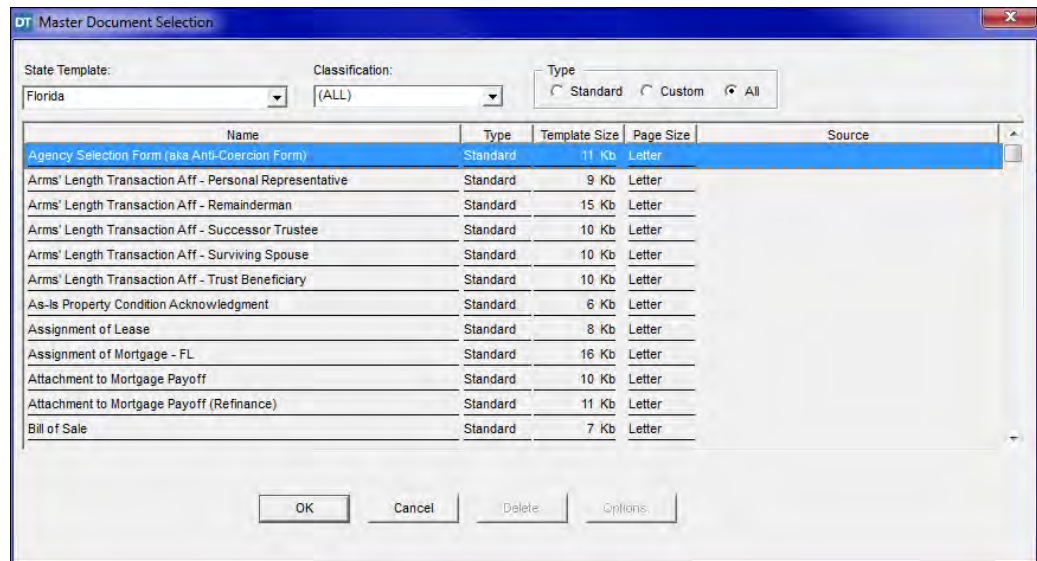 DT Master Document Selection X
State Template: Classification: Type
Florida (ALL) Standard Custom All
Name Type Template Size Page Size Source
Agency Selection Form (aka Anti-Coercion Form) Standard 11 Kb Letter
Arms' Length Transaction Aff - Personal Representative Standard 9 Kb Letter
Arms' Length Transaction Aff - Remainderman Standard 15 Kb Letter
Arms' Length Transaction Aff - Successor Trustee Standard 10 Kb Letter
Arms' Length Transaction Aff - Surviving Spouse Standard 10 Kb Letter
Arms' Length Transaction Aff - Trust Beneficiary Standard 10 Kb Letter
As-Is Property Condition Acknowledgment Standard 6 Kb Letter
Assignment of Lease Standard 8 Kb Letter
Assignment of Mortgage - FL Standard 16 Kb Letter
Attachment to Mortgage Payoff Standard 10 Kb Letter
Attachment to Mortgage Payoff (Refinance) Standard 11 Kb Letter
Bill of Sale Standard 7 Kb Letter
OK Cancel Delete Options